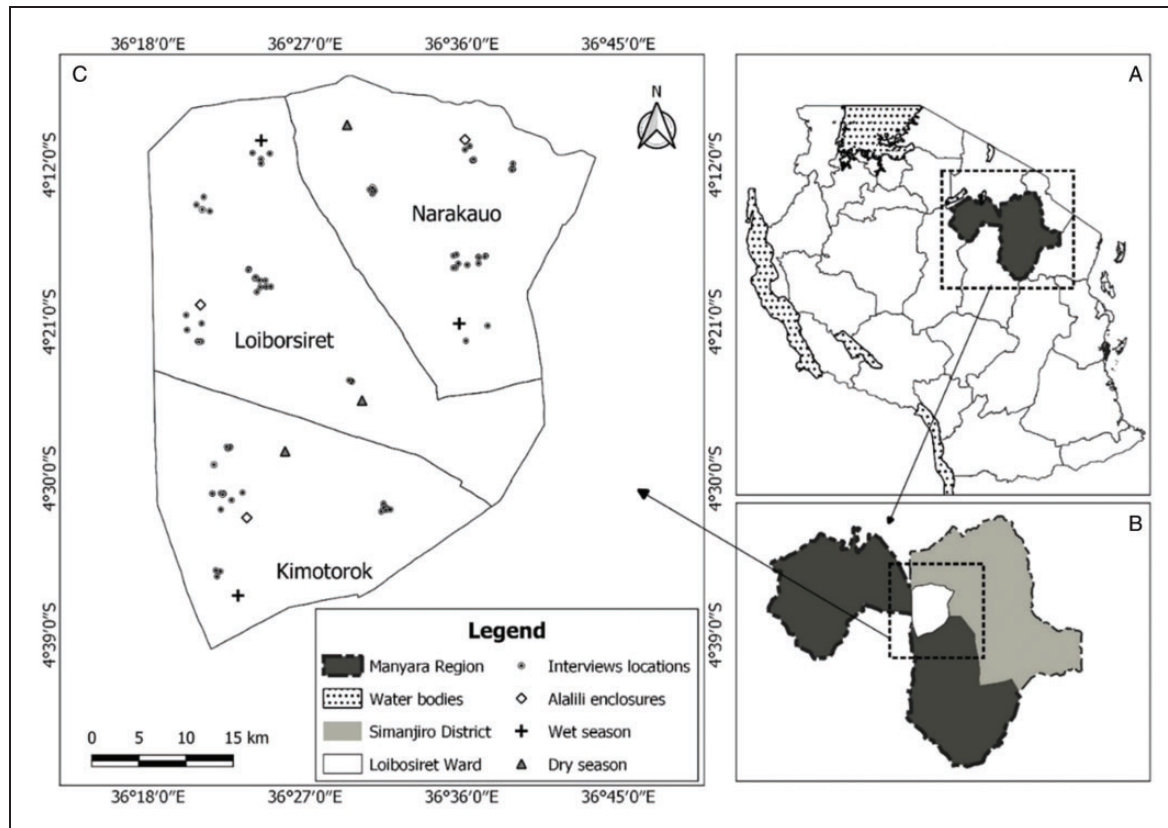 36°18'0"E 36°27'0"E 36°36'0"E 36°45'0"E
C
N
4°12'0"S
4°21'0"S
4°30'0"S
4°39'0"S
Narakauo
Loiborsiret
Kimotorok
4°12'0"S
4°21'0"S
4°30'0"S
4°39'0"S
Legend
Manyara Region
Interviews locations
Water bodies
Alalili enclosures
Simanjiro District
Wet season
Loibosiret Ward
Dry season
0 5 10 15 km
36°18'0"E 36°27'0"E 36°36'0"E 36°45'0"E
A
B